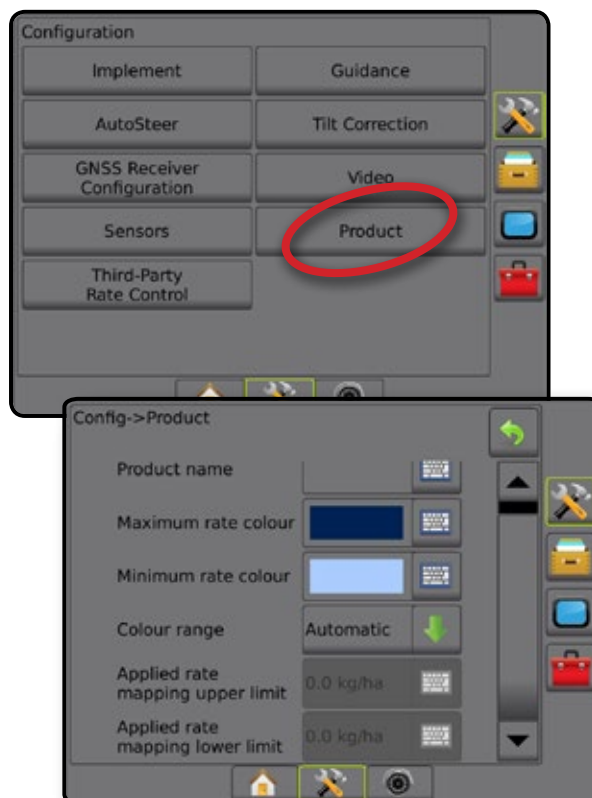 Configuration
Implement
Guidance
AutoSteer
Tilt Correction
GNSS Receiver
Configuration
Video
Sensors
Product
Third-Party
Rate Control
Config->Product
Product name
Maximum rate colour
Minimum rate colour
Colour range
Automatic
Applied rate
mapping upper limit
0.0 kg/ha
Applied rate
mapping lower limit
0.0 kg/ha